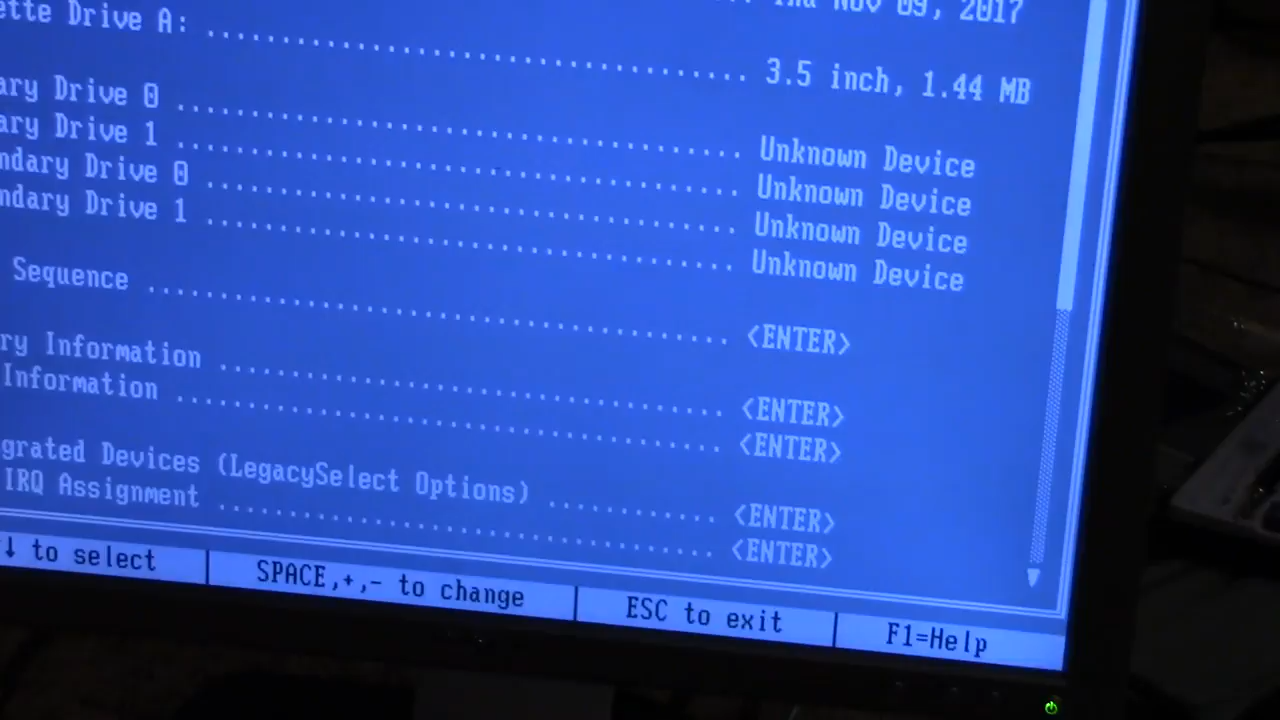 ette Drive A: ........................................ 3.5 inch, 1.44 MB
ary Drive 0 ........................................ Unknown Device
ary Drive 1 ........................................ Unknown Device
ndary Drive 0 ........................................ Unknown Device
ndary Drive 1 ........................................ Unknown Device
Sequence ........................................ <ENTER>
ry Information ........................................ <ENTER>
Information ........................................ <ENTER>
grated Devices (LegacySelect Options) ............ <ENTER>
IRQ Assignment ........................................ <ENTER>
↓ to select SPACE,+,- to change ESC to exit F1=Help